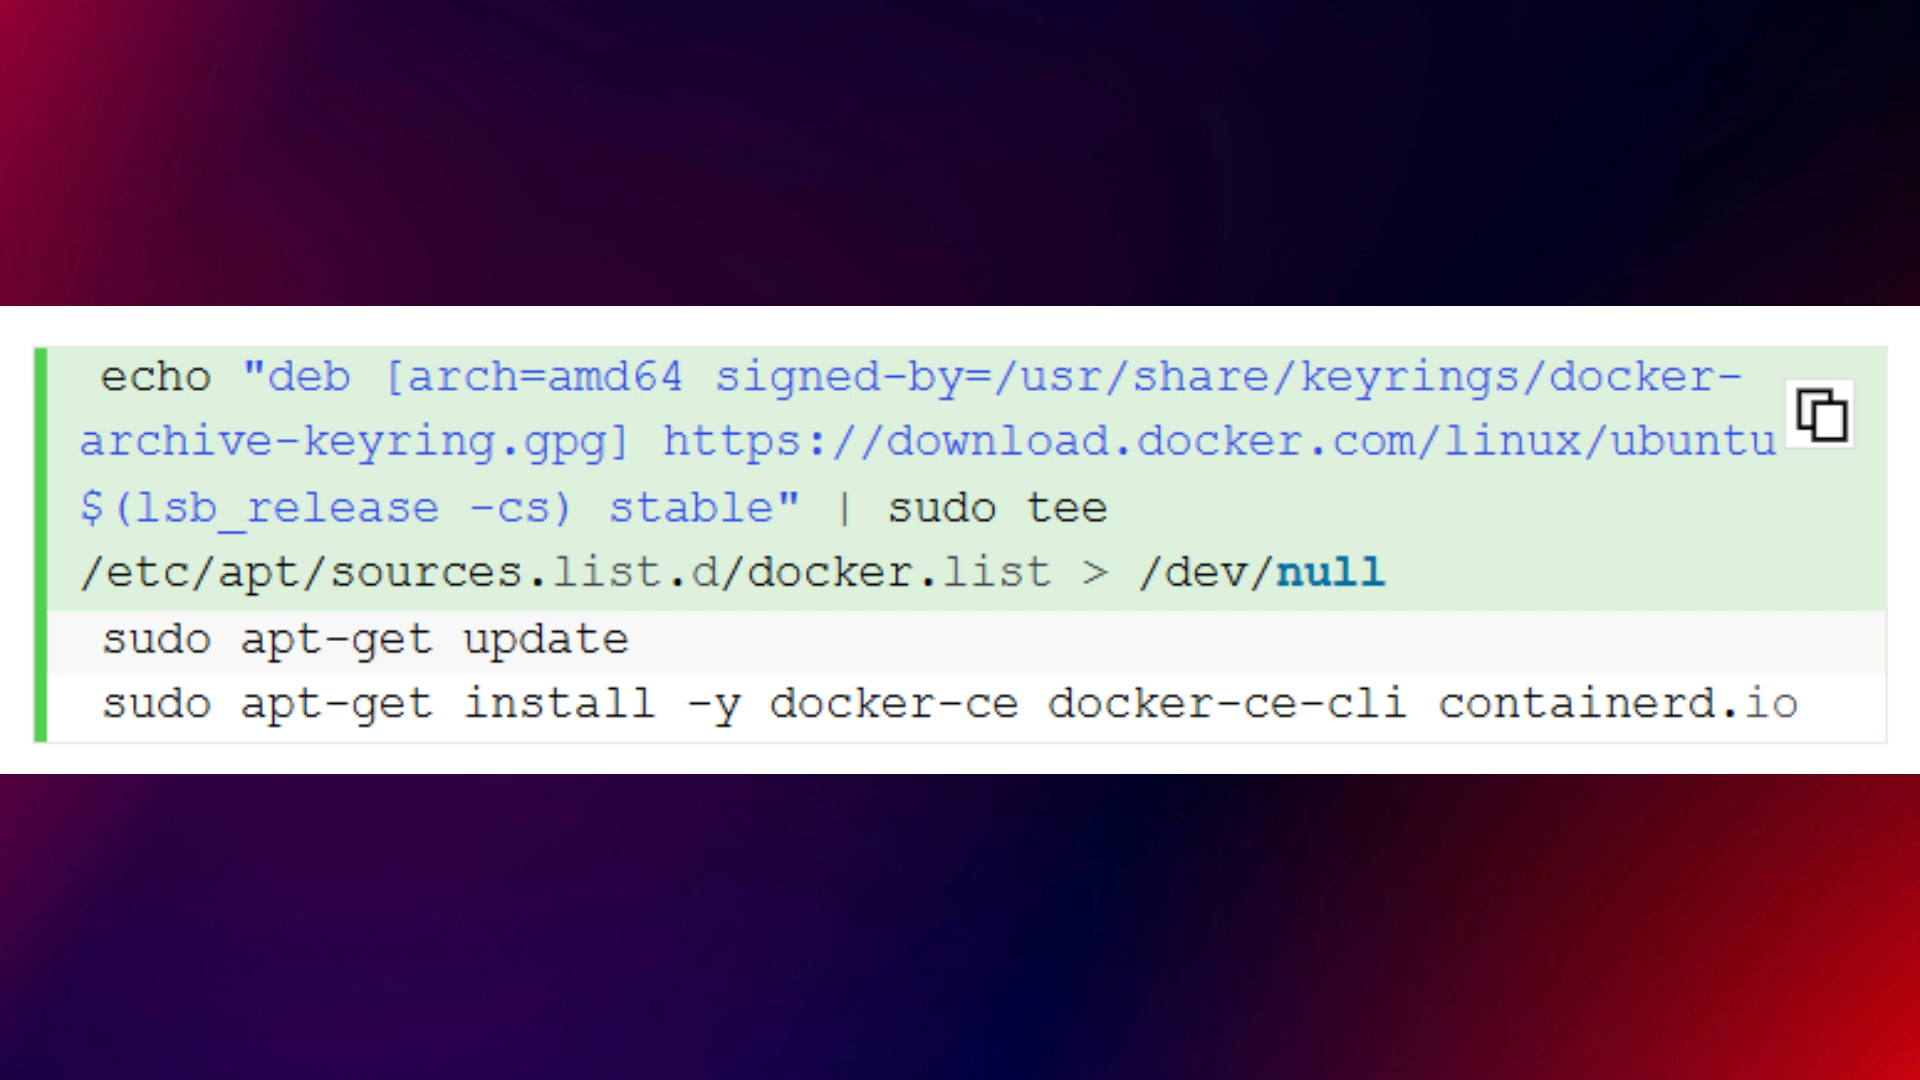 echo "deb [arch=amd64 signed-by=/usr/share/keyrings/docker-
archive-keyring.gpg] https://download.docker.com/linux/ubuntu
$(lsb_release -cs) stable" | sudo tee
/etc/apt/sources.list.d/docker.list > /dev/null
sudo apt-get update
sudo apt-get install -y docker-ce docker-ce-cli containerd.io